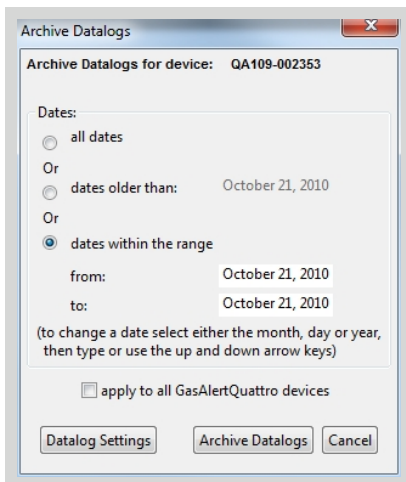 Archive Datalogs
Archive Datalogs for device: QA109-002353
Dates:
all dates
Or
dates older than: October 21, 2010
Or
dates within the range
from: October 21, 2010
to: October 21, 2010
(to change a date select either the month, day or year,
then type or use the up and down arrow keys)
apply to all GasAlertQuattro devices
Datalog Settings Archive Datalogs Cancel